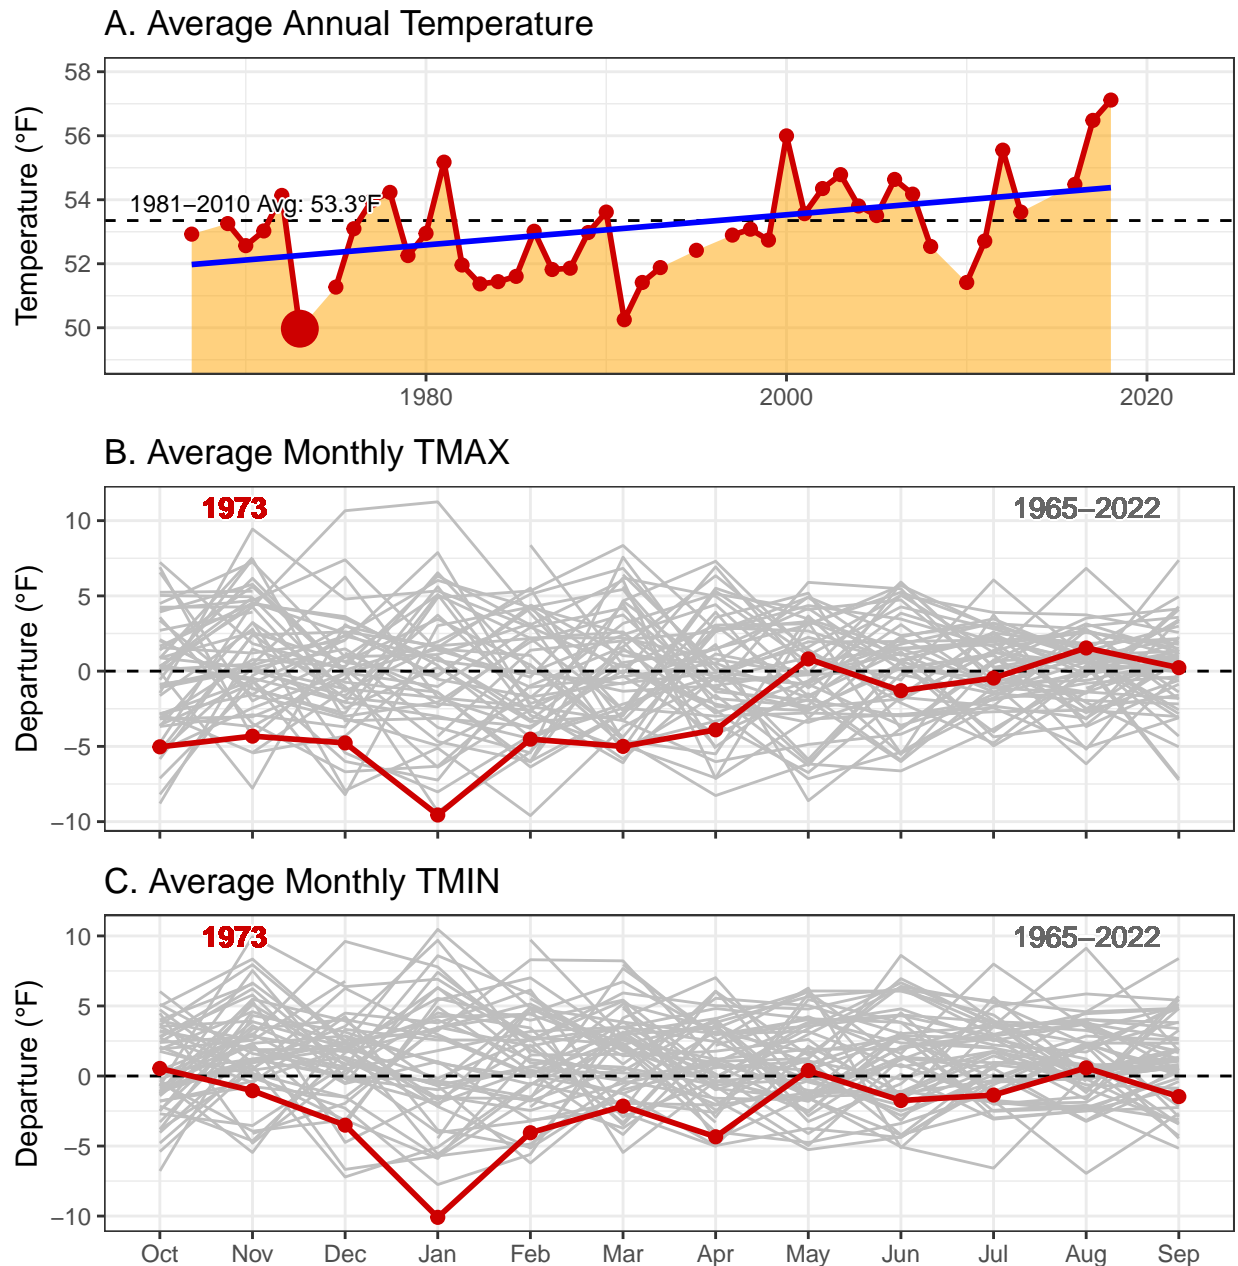 A. Average Annual Temperature
Temperature (°F)
58
56
54
52
50
1981–2010 Avg: 53.3°F
1980
2000
2020
B. Average Monthly TMAX
Departure (°F)
10
5
0
−5
−10
1973
1965–2022
C. Average Monthly TMIN
Departure (°F)
10
5
0
−5
−10
1973
1965–2022
Oct Nov Dec Jan Feb Mar Apr May Jun Jul Aug Sep